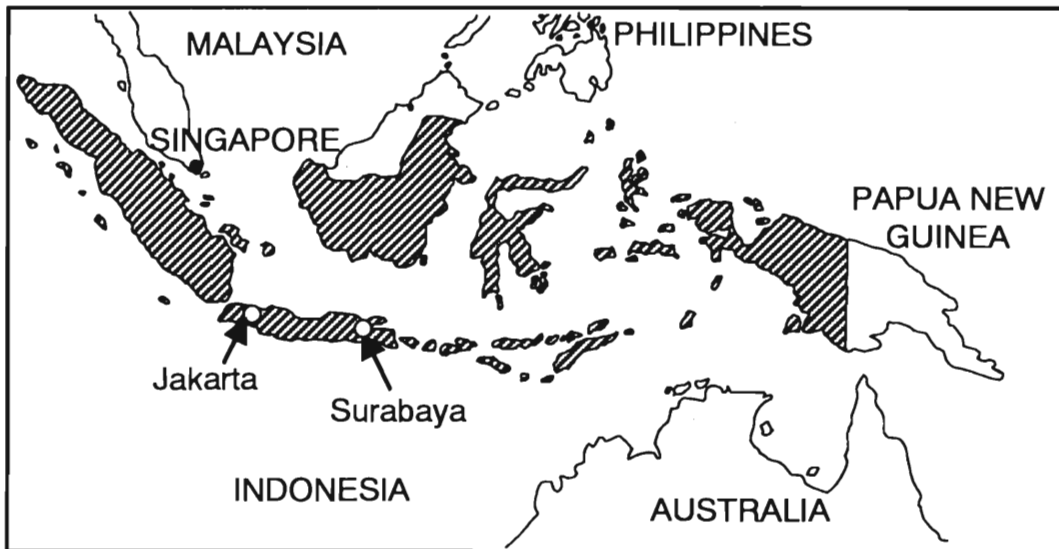 MALAYSIA
PHILIPPINES
SINGAPORE
PAPUA NEW
GUINEA
Jakarta
Surabaya
INDONESIA
AUSTRALIA